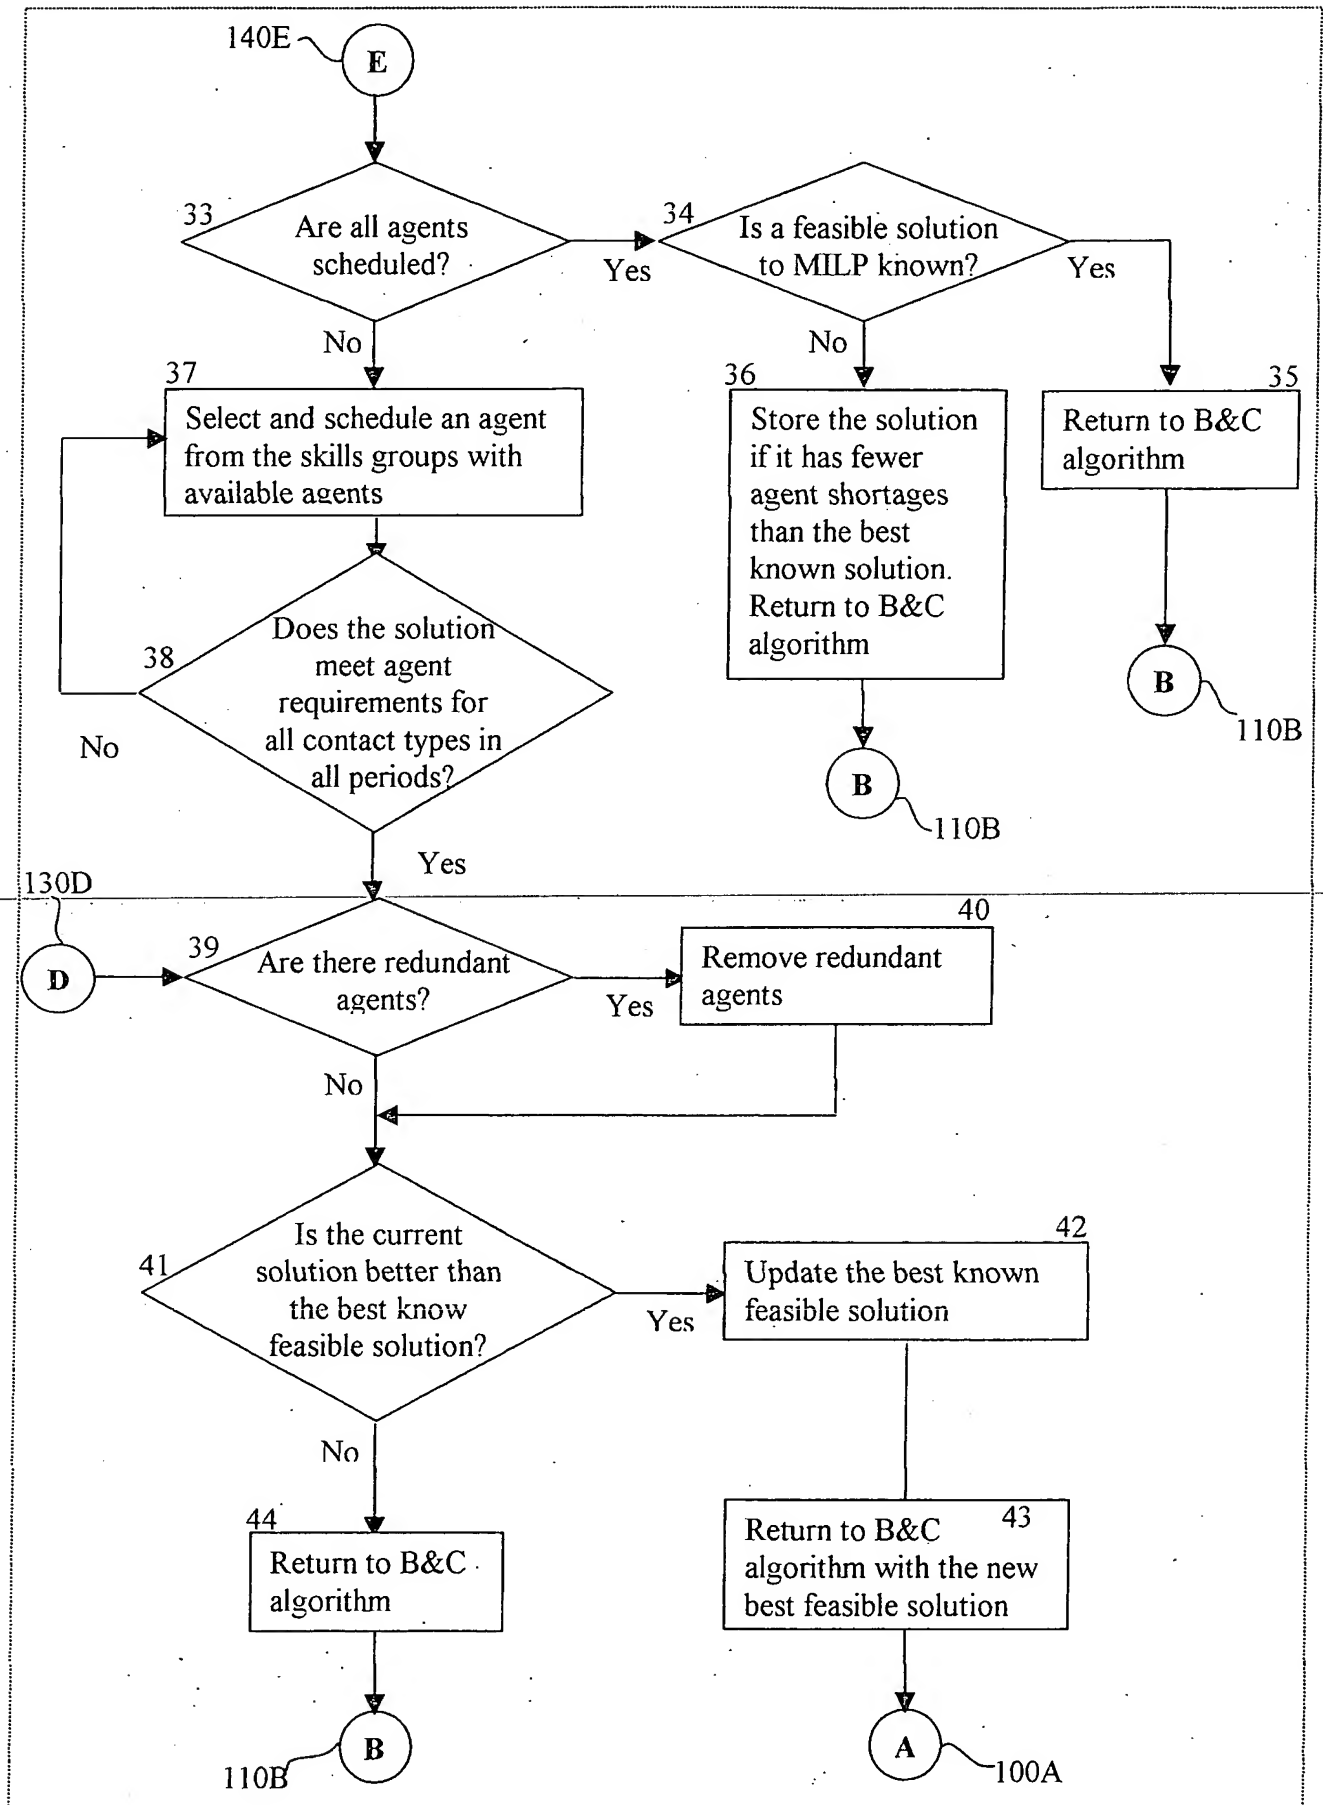 140E
E
33
Are all agents
scheduled?
Yes
No
34
Is a feasible solution
to MILP known?
Yes
No
37
Select and schedule an agent
from the skills groups with
available agents
36
Store the solution
if it has fewer
agent shortages
than the best
known solution.
Return to B&C
algorithm
35
Return to B&C
algorithm
B
110B
B
110B
38
Does the solution
meet agent
requirements for
all contact types in
all periods?
No
Yes
130D
D
39
Are there redundant
agents?
Yes
No
40
Remove redundant
agents
41
Is the current
solution better than
the best know
feasible solution?
Yes
No
42
Update the best known
feasible solution
44
Return to B&C
algorithm
43
Return to B&C
algorithm with the new
best feasible solution
B
110B
A
100A